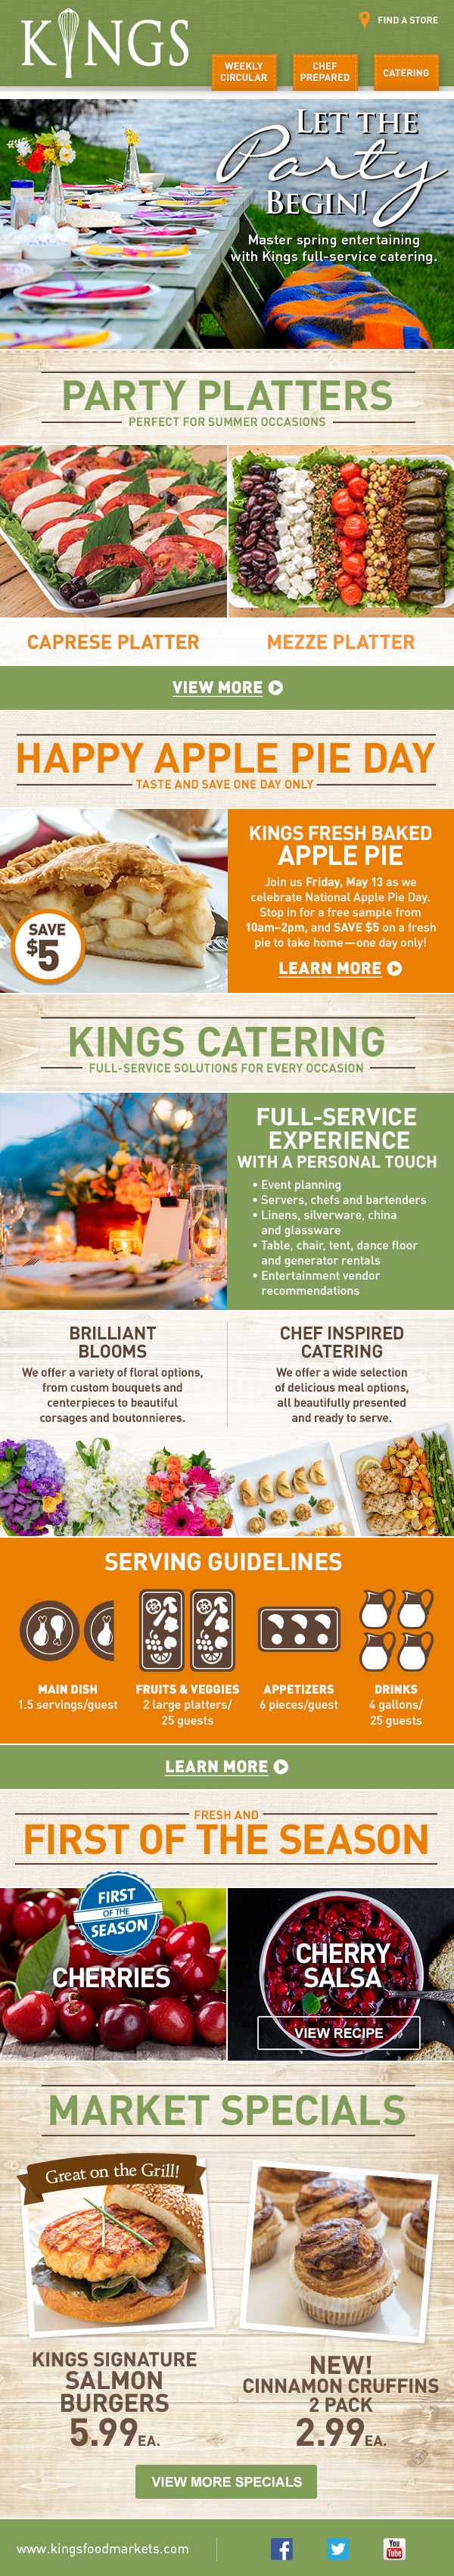 KINGS
FIND A STORE
WEEKLY
CIRCULAR
CHEF
PREPARED
CATERING
LET THE
Party
BEGIN!
Master spring entertaining
with Kings full-service catering.
PARTY PLATTERS
PERFECT FOR SUMMER OCCASIONS
CAPRESE PLATTER
MEZZE PLATTER
VIEW MORE
HAPPY APPLE PIE DAY
TASTE AND SAVE ONE DAY ONLY
SAVE
$5
KINGS FRESH BAKED
APPLE PIE
Join us Friday, May 13 as we
celebrate National Apple Pie Day.
Stop in for a free sample from
10am–2pm, and SAVE $5 on a fresh
pie to take home—one day only!
LEARN MORE
KINGS CATERING
FULL-SERVICE SOLUTIONS FOR EVERY OCCASION
FULL-SERVICE
EXPERIENCE
WITH A PERSONAL TOUCH
• Event planning
• Servers, chefs and bartenders
• Linens, silverware, china
and glassware
• Table, chair, tent, dance floor
and generator rentals
• Entertainment vendor
recommendations
BRILLIANT
BLOOMS
We offer a variety of floral options,
from custom bouquets and
centerpieces to beautiful
corsages and boutonnieres.
CHEF INSPIRED
CATERING
We offer a wide selection
of delicious meal options,
all beautifully presented
and ready to serve.
SERVING GUIDELINES
MAIN DISH
1.5 servings/guest
FRUITS & VEGGIES
2 large platters/
25 guests
APPETIZERS
6 pieces/guest
DRINKS
4 gallons/
25 guests
LEARN MORE
FRESH AND
FIRST OF THE SEASON
FIRST
OF THE
SEASON
CHERRIES
CHERRY
SALSA
VIEW RECIPE
MARKET SPECIALS
Great on the Grill!
KINGS SIGNATURE
SALMON
BURGERS
5.99EA.
NEW!
CINNAMON CRUFFINS
2 PACK
2.99EA.
VIEW MORE SPECIALS
www.kingsfoodmarkets.com
f
You
Tube